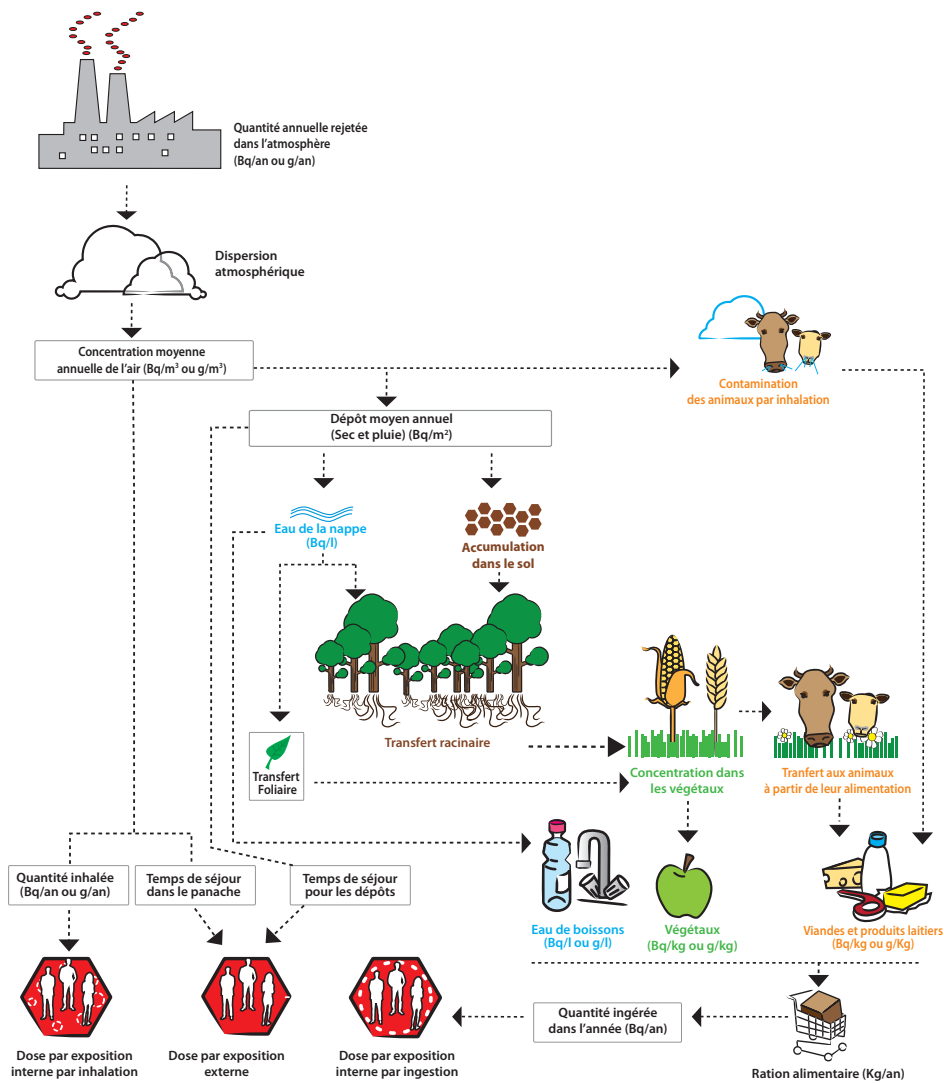 Quantité annuelle rejetée
dans l'atmosphère
(Bq/an ou g/an)
Dispersion
atmosphérique
Concentration moyenne
annuelle de l'air (Bq/m³ ou g/m³)
Contamination
des animaux par inhalation
Dépôt moyen annuel
(Sec et pluie) (Bq/m²)
Eau de la nappe
(Bq/l)
Accumulation
dans le sol
Transfert racinaire
Transfert
Foliaire
Concentration dans
les végétaux
Tranfert aux animaux
à partir de leur alimentation
Quantité inhalée
(Bq/an ou g/an)
Temps de séjour
dans le panache
Temps de séjour
pour les dépôts
Eau de boissons
(Bq/l ou g/l)
Végétaux
(Bq/kg ou g/kg)
Viandes et produits laitiers
(Bq/kg ou g/Kg)
Quantité ingérée
dans l'année (Bq/an)
Dose par exposition
interne par inhalation
Dose par exposition
externe
Dose par exposition
interne par ingestion
Ration alimentaire (Kg/an)